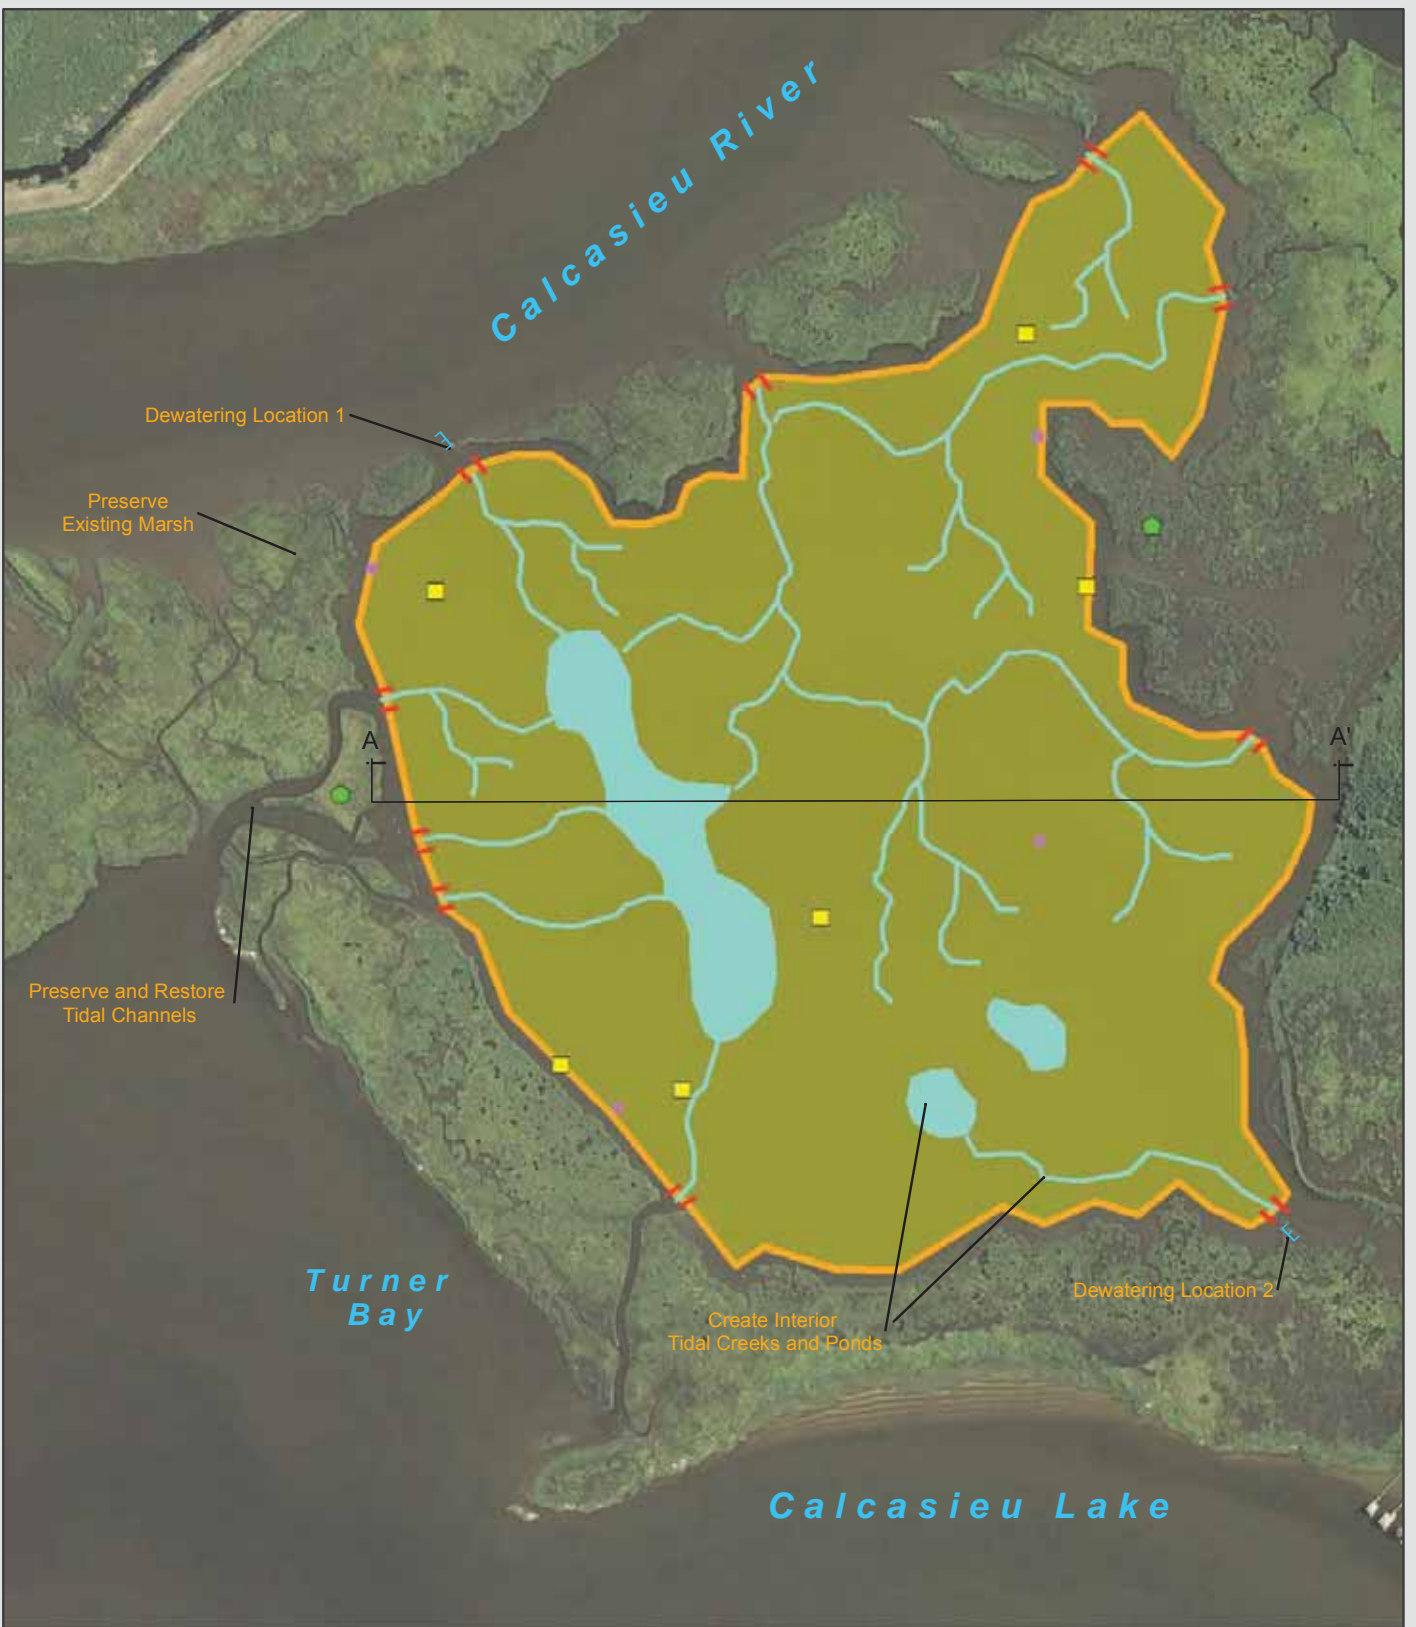 Calcasieu River
Dewatering Location 1
Preserve
Existing Marsh
A
A'
Preserve and Restore
Tidal Channels
Turner
Bay
Dewatering Location 2
Create Interior
Tidal Creeks and Ponds
Calcasieu Lake